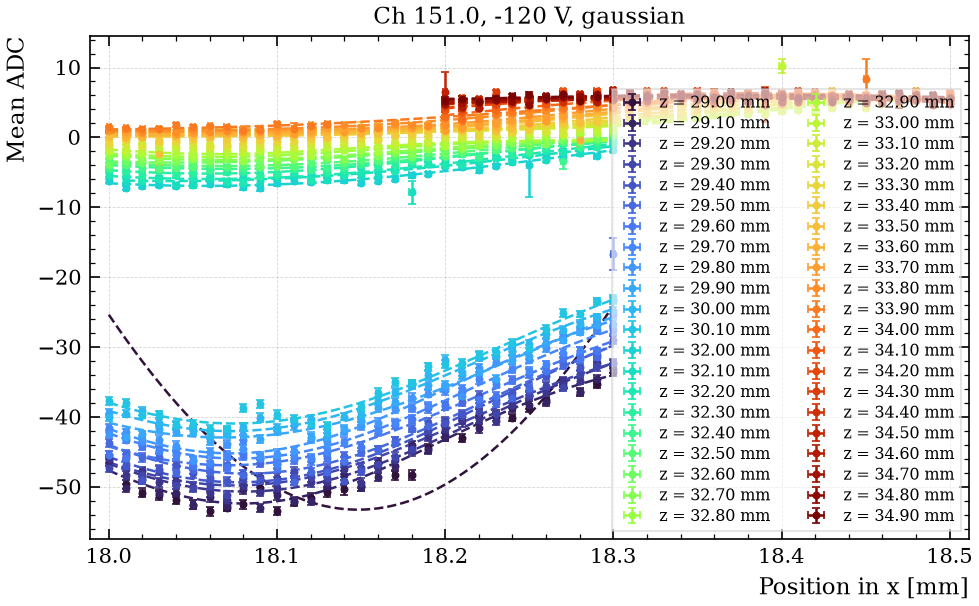 Ch 151.0, -120 V, gaussian
Mean ADC
10
0
−10
−20
−30
−40
−50
18.0 18.1 18.2 18.3 18.4 18.5
Position in x [mm]
z = 29.00 mm
z = 29.10 mm
z = 29.20 mm
z = 29.30 mm
z = 29.40 mm
z = 29.50 mm
z = 29.60 mm
z = 29.70 mm
z = 29.80 mm
z = 29.90 mm
z = 30.00 mm
z = 30.10 mm
z = 32.00 mm
z = 32.10 mm
z = 32.20 mm
z = 32.30 mm
z = 32.40 mm
z = 32.50 mm
z = 32.60 mm
z = 32.70 mm
z = 32.80 mm
z = 32.90 mm
z = 33.00 mm
z = 33.10 mm
z = 33.20 mm
z = 33.30 mm
z = 33.40 mm
z = 33.50 mm
z = 33.60 mm
z = 33.70 mm
z = 33.80 mm
z = 33.90 mm
z = 34.00 mm
z = 34.10 mm
z = 34.20 mm
z = 34.30 mm
z = 34.40 mm
z = 34.50 mm
z = 34.60 mm
z = 34.70 mm
z = 34.80 mm
z = 34.90 mm